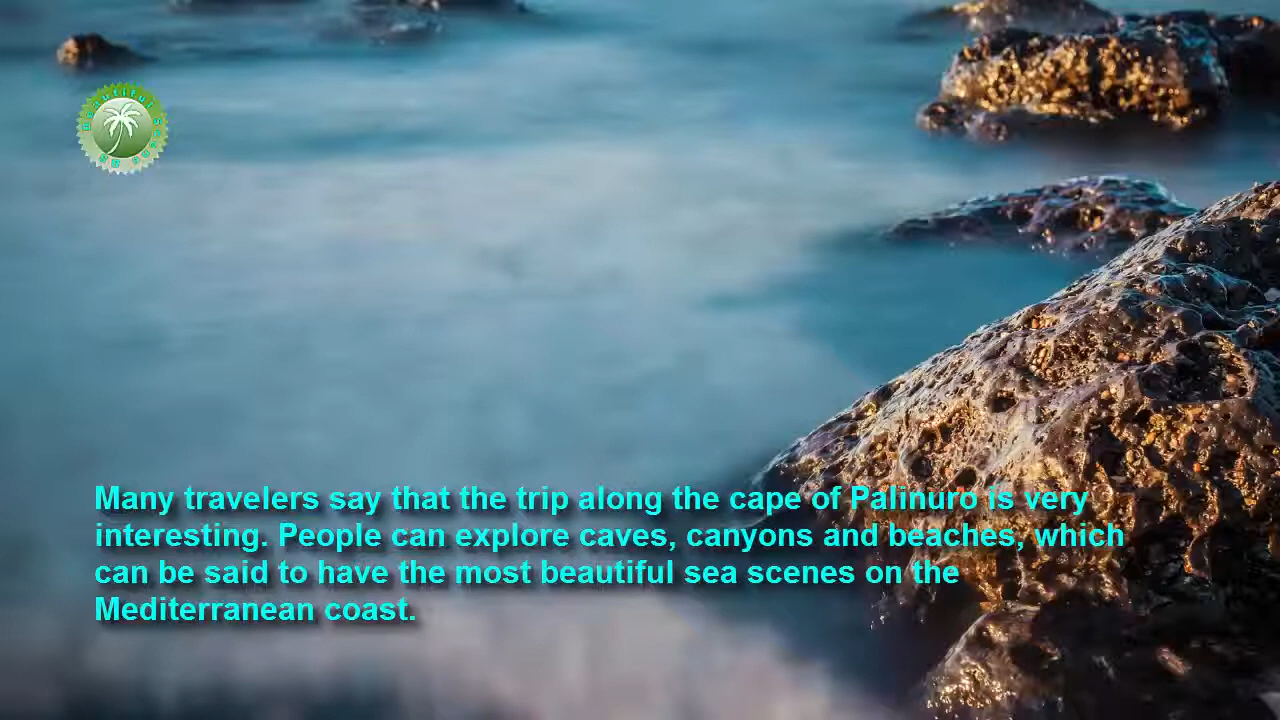 Many travelers say that the trip along the cape of Palinuro is very
interesting. People can explore caves, canyons and beaches, which
can be said to have the most beautiful sea scenes on the
Mediterranean coast.